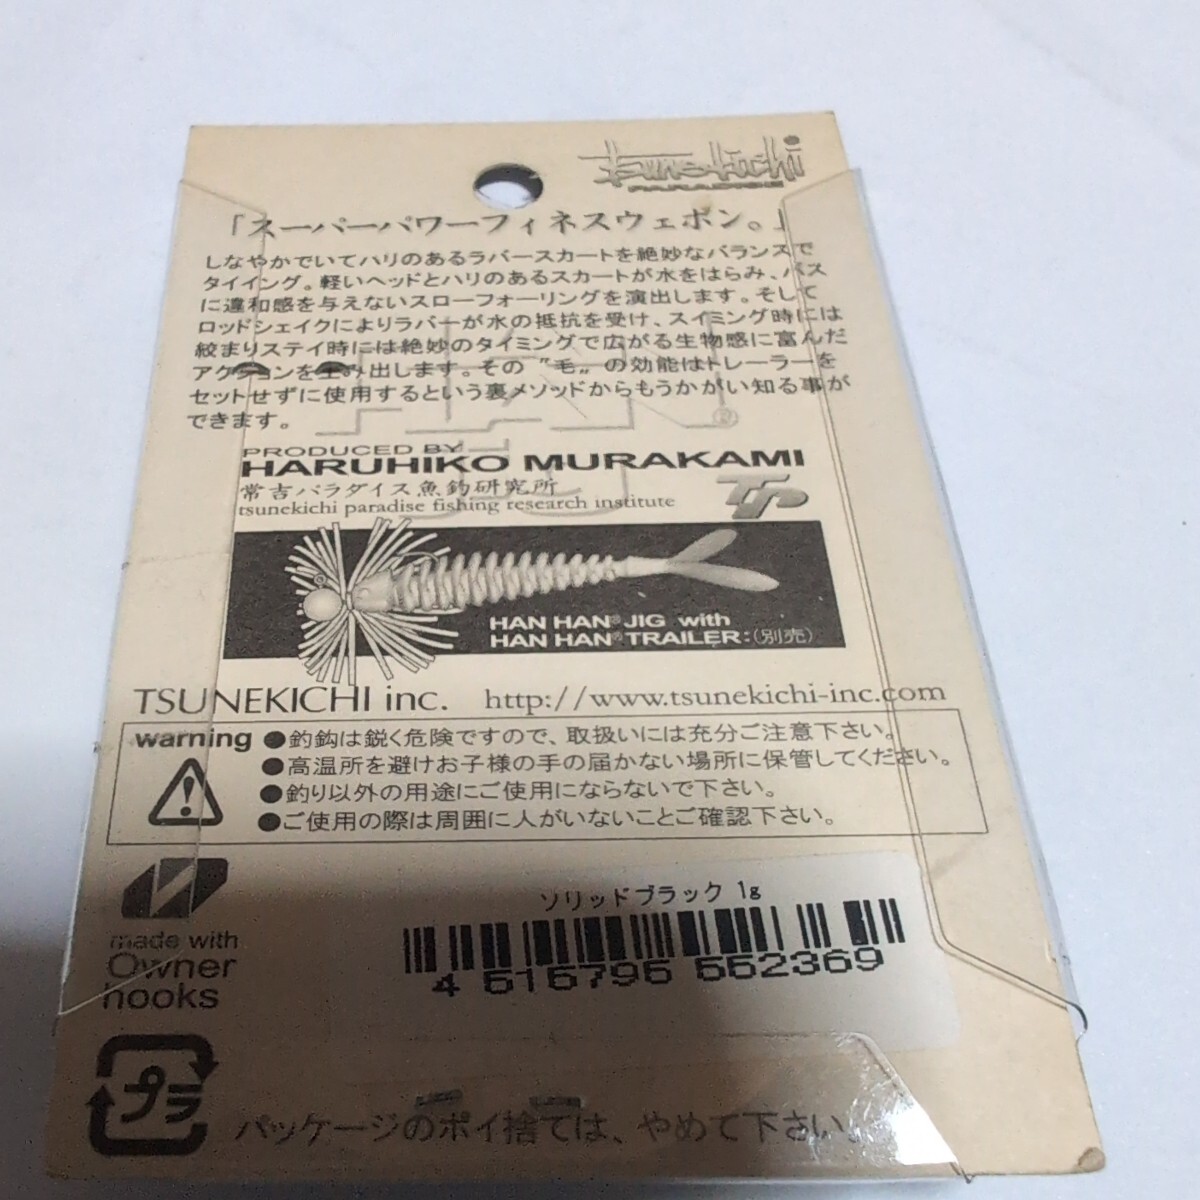 tsunekichi
PARADISE
「スーパーパワーフィネスウェポン。」
しなやかでいてハリのあるラバースカートを絶妙なバランスで
タイイング。軽いヘッドとハリのあるスカートが水をはらみ、バス
に違和感を与えないスローフォーリングを演出します。そして
ロッドシェイクによりラバーが水の抵抗を受け、スイミング時には
絞まりステイ時には絶妙のタイミングで広がる生物感に富んだ
アクションを生み出します。その〝毛〟の効能はトレーラーを
セットせずに使用するという裏メソッドからもうかがい知る事が
できます。
PRODUCED BY
HARUHIKO MURAKAMI
常吉パラダイス魚釣研究所
tsunekichi paradise fishing research institute
TP
HAN HAN® JIG with
HAN HAN® TRAILER:(別売)
TSUNEKICHI inc. http://www.tsunekichi-inc.com
warning ●釣鈎は鋭く危険ですので、取扱いには充分ご注意下さい。
●高温所を避けお子様の手の届かない場所に保管してください。
●釣り以外の用途にご使用にならないで下さい。
●ご使用の際は周囲に人がいないことご確認下さい。
ソリッドブラック 1g
4 515795 552369
made with
Owner
hooks
プラ
パッケージのポイ捨ては、やめて下さい。